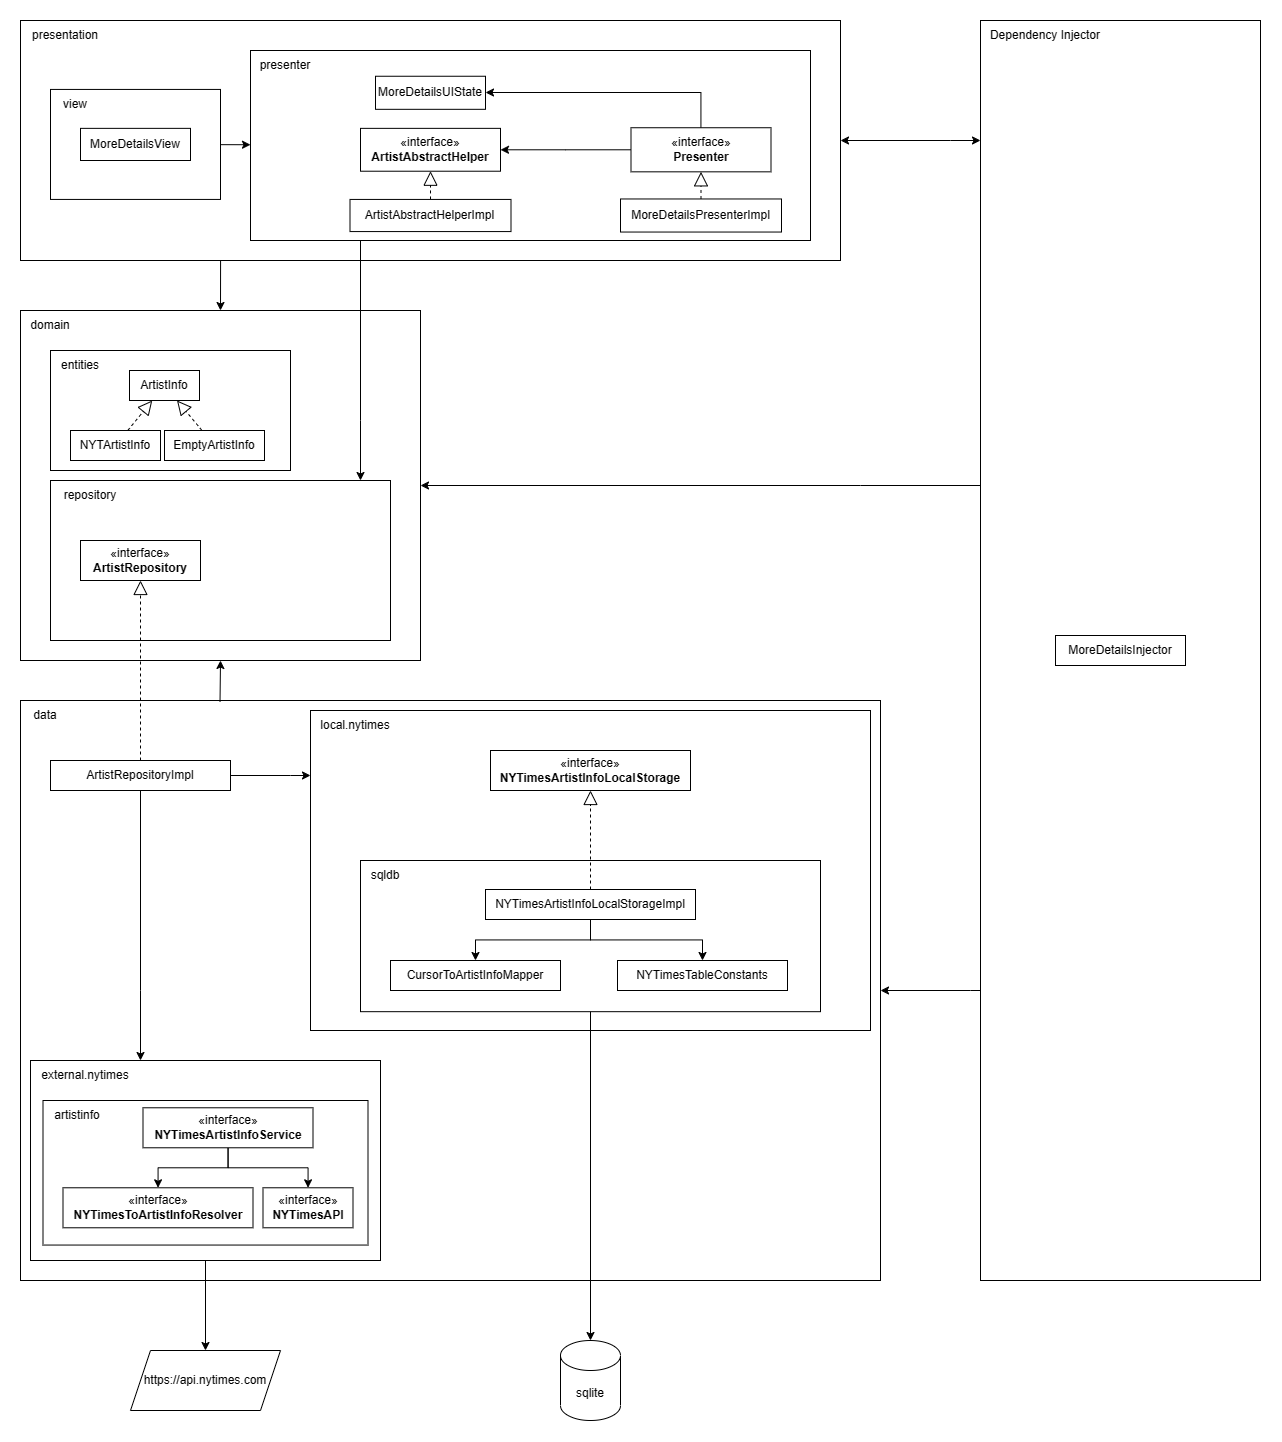 presentation
Dependency Injector
presenter
view
MoreDetailsUIState
MoreDetailsView
«interface»
ArtistAbstractHelper
«interface»
Presenter
ArtistAbstractHelperImpl
MoreDetailsPresenterImpl
domain
entities
ArtistInfo
NYTArtistInfo
EmptyArtistInfo
repository
«interface»
ArtistRepository
MoreDetailsInjector
data
local.nytimes
«interface»
NYTimesArtistInfoLocalStorage
ArtistRepositoryImpl
sqldb
NYTimesArtistInfoLocalStorageImpl
CursorToArtistInfoMapper
NYTimesTableConstants
external.nytimes
artistinfo
«interface»
NYTimesArtistInfoService
«interface»
NYTimesToArtistInfoResolver
«interface»
NYTimesAPI
https://api.nytimes.com
sqlite